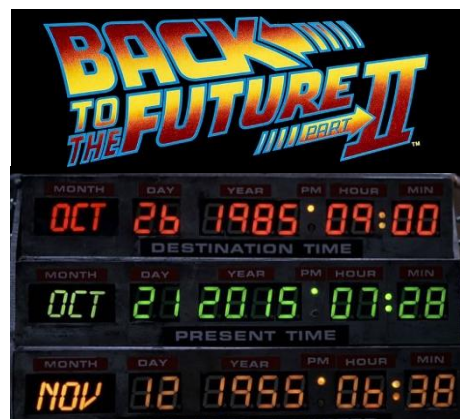 BACK
TO
THE FUTURE
PART II
TM
MONTH DAY YEAR PM HOUR MIN
OCT 26 1985 09:00
DESTINATION TIME
MONTH DAY YEAR PM HOUR MIN
OCT 21 2015 07:28
PRESENT TIME
MONTH DAY YEAR PM HOUR MIN
NOV 12 1955 06:38